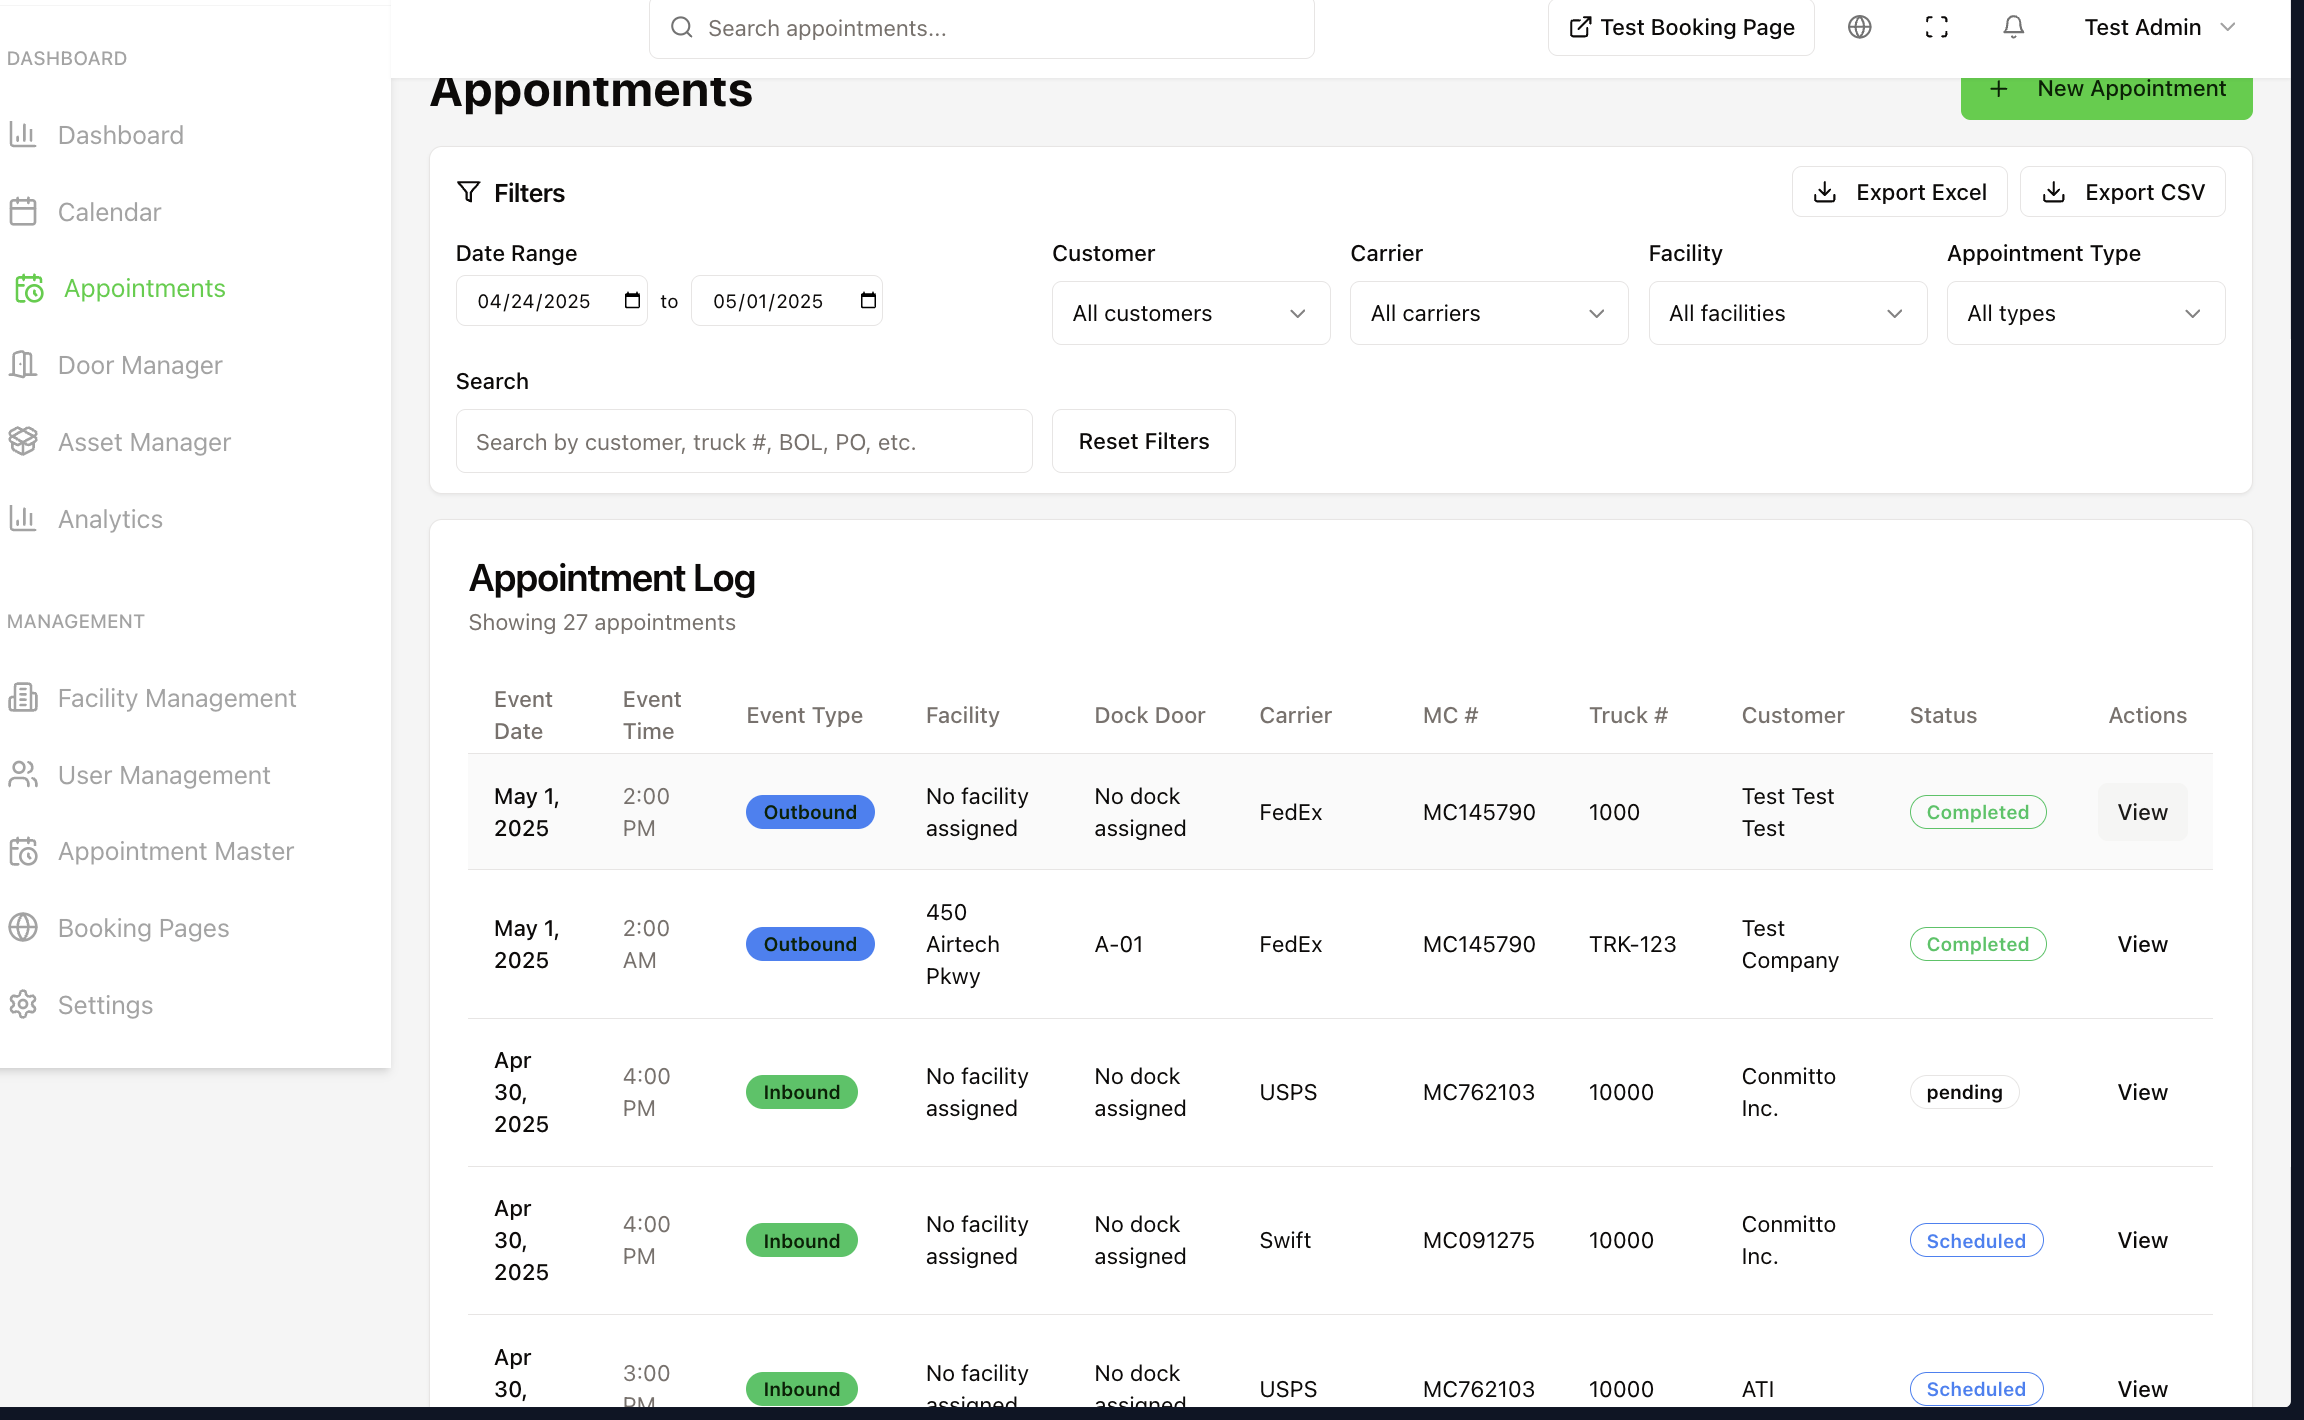 Search appointments...
Test Booking Page
Test Admin
DASHBOARD
Dashboard
Calendar
Appointments
Door Manager
Asset Manager
Analytics
MANAGEMENT
Facility Management
User Management
Appointment Master
Booking Pages
Settings
Appointments
New Appointment
Filters
Export Excel
Export CSV
Date Range
04/24/2025 to 05/01/2025
Customer
All customers
Carrier
All carriers
Facility
All facilities
Appointment Type
All types
Search
Search by customer, truck #, BOL, PO, etc.
Reset Filters
Appointment Log
Showing 27 appointments
Event
Date
Event
Time
Event Type
Facility
Dock Door
Carrier
MC #
Truck #
Customer
Status
Actions
May 1,
2025
2:00
PM
Outbound
No facility
assigned
No dock
assigned
FedEx
MC145790
1000
Test Test
Test
Completed
View
May 1,
2025
2:00
AM
Outbound
450
Airtech
Pkwy
A-01
FedEx
MC145790
TRK-123
Test
Company
Completed
View
Apr
30,
2025
4:00
PM
Inbound
No facility
assigned
No dock
assigned
USPS
MC762103
10000
Conmitto
Inc.
pending
View
Apr
30,
2025
4:00
PM
Inbound
No facility
assigned
No dock
assigned
Swift
MC091275
10000
Conmitto
Inc.
Scheduled
View
Apr
30,
3:00
PM
Inbound
No facility
assigned
No dock
assigned
USPS
MC762103
10000
ATI
Scheduled
View